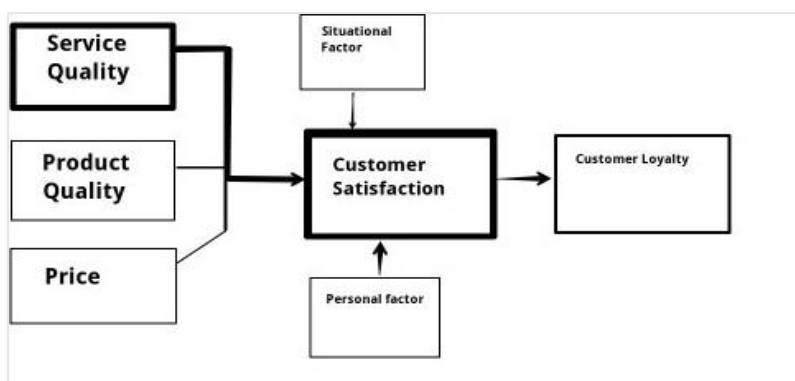 Service
Quality
Situational
Factor
Product
Quality
Customer
Satisfaction
Customer Loyalty
Price
Personal factor